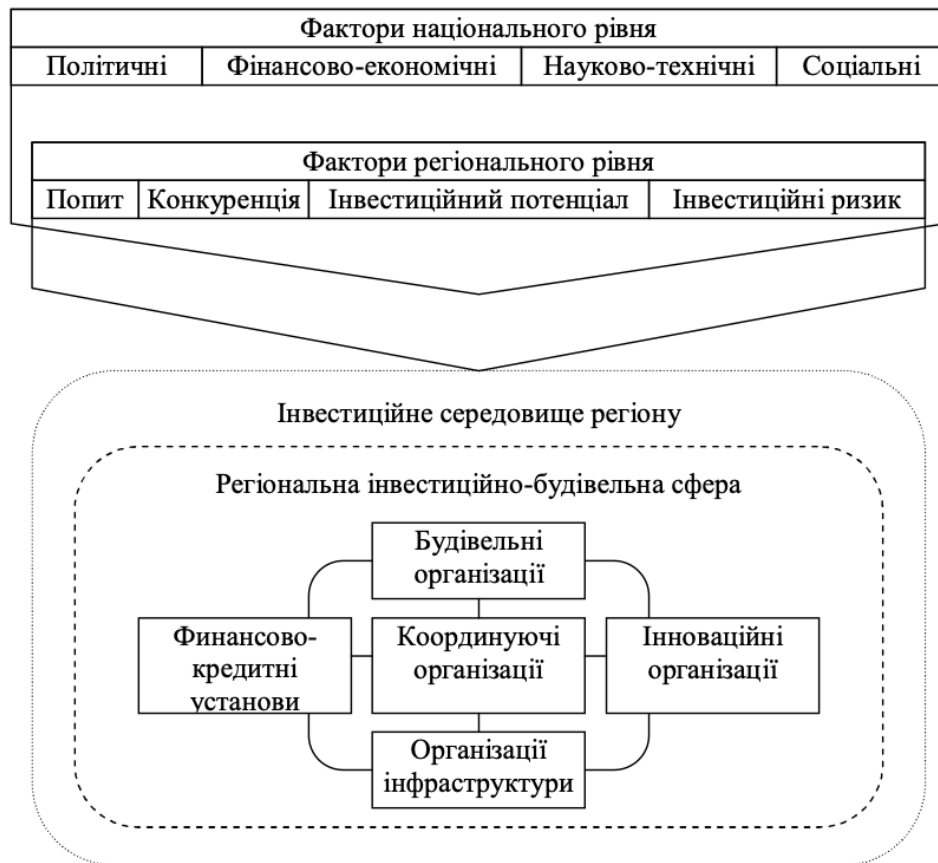 Фактори національного рівня
Політичні Фінансово-економічні Науково-технічні Соціальні
Фактори регіонального рівня
Попит Конкуренція Інвестиційний потенціал Інвестиційні ризик
Інвестиційне середовище регіону
Регіональна інвестиційно-будівельна сфера
Будівельні
організації
Финансово-
кредитні
установи
Координуючі
організації
Інноваційні
організації
Організації
інфраструктури